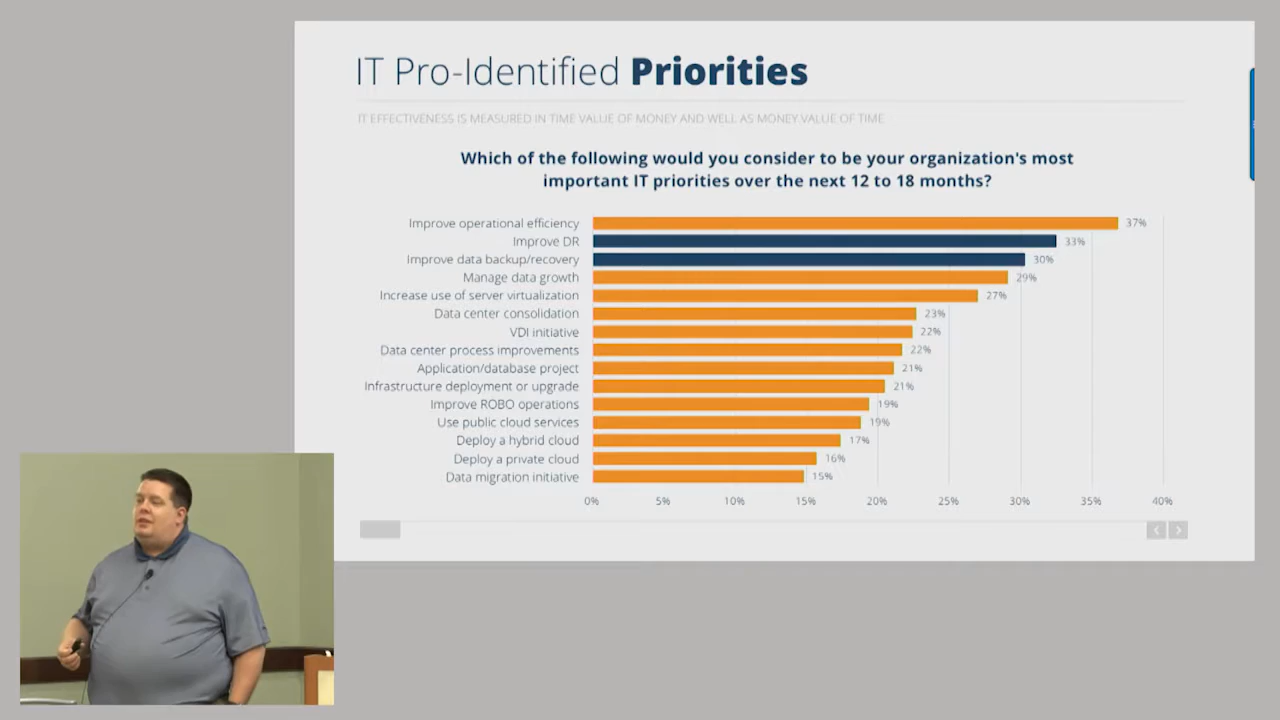 IT Pro-Identified Priorities
IT EFFECTIVENESS IS MEASURED IN TIME VALUE OF MONEY AND WELL AS MONEY VALUE OF TIME
Which of the following would you consider to be your organization's most
important IT priorities over the next 12 to 18 months?
Improve operational efficiency 37%
Improve DR 33%
Improve data backup/recovery 30%
Manage data growth 29%
Increase use of server virtualization 27%
Data center consolidation 23%
VDI initiative 22%
Data center process improvements 22%
Application/database project 21%
Infrastructure deployment or upgrade 21%
Improve ROBO operations 19%
Use public cloud services 19%
Deploy a hybrid cloud 17%
Deploy a private cloud 16%
Data migration initiative 15%
0% 5% 10% 15% 20% 25% 30% 35% 40%